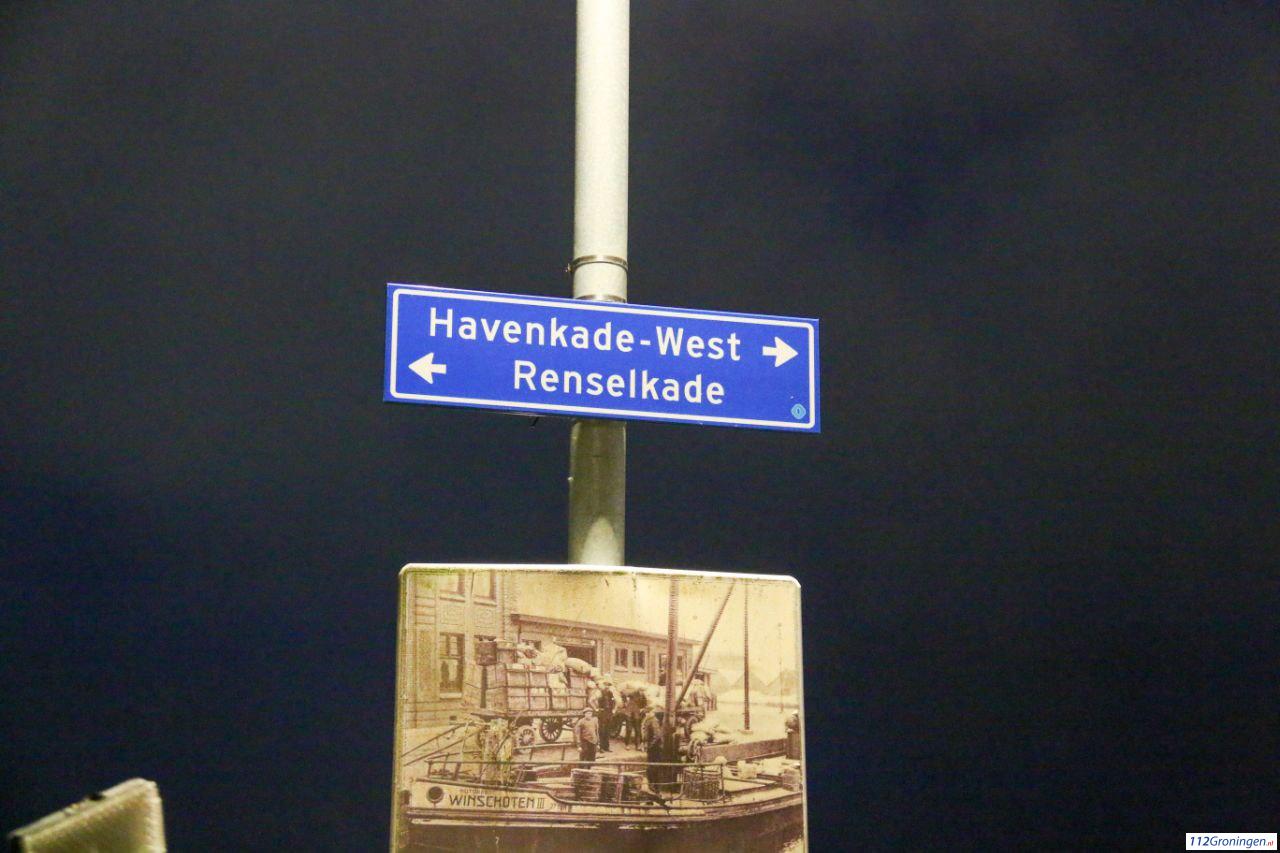 Havenkade-West
Renselkade
WINSCHOTEN III
112Groningen.nl